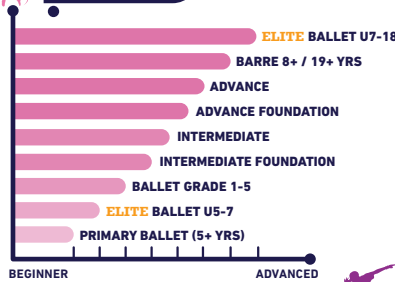 ELITE BALLET U7-18
BARRE 8+ / 19+ YRS
ADVANCE
ADVANCE FOUNDATION
INTERMEDIATE
INTERMEDIATE FOUNDATION
BALLET GRADE 1-5
ELITE BALLET U5-7
PRIMARY BALLET (5+ YRS)
BEGINNER ADVANCED